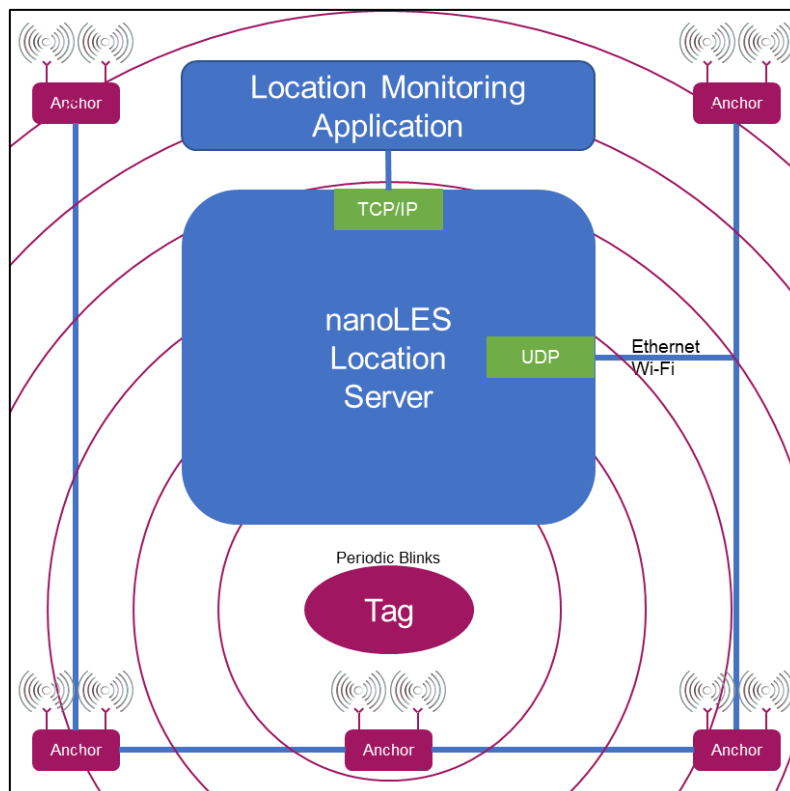 Anchor
Anchor
Location Monitoring
Application
TCP/IP
nanoLES
Location
Server
UDP
Ethernet
Wi-Fi
Periodic Blinks
Tag
Anchor
Anchor
Anchor